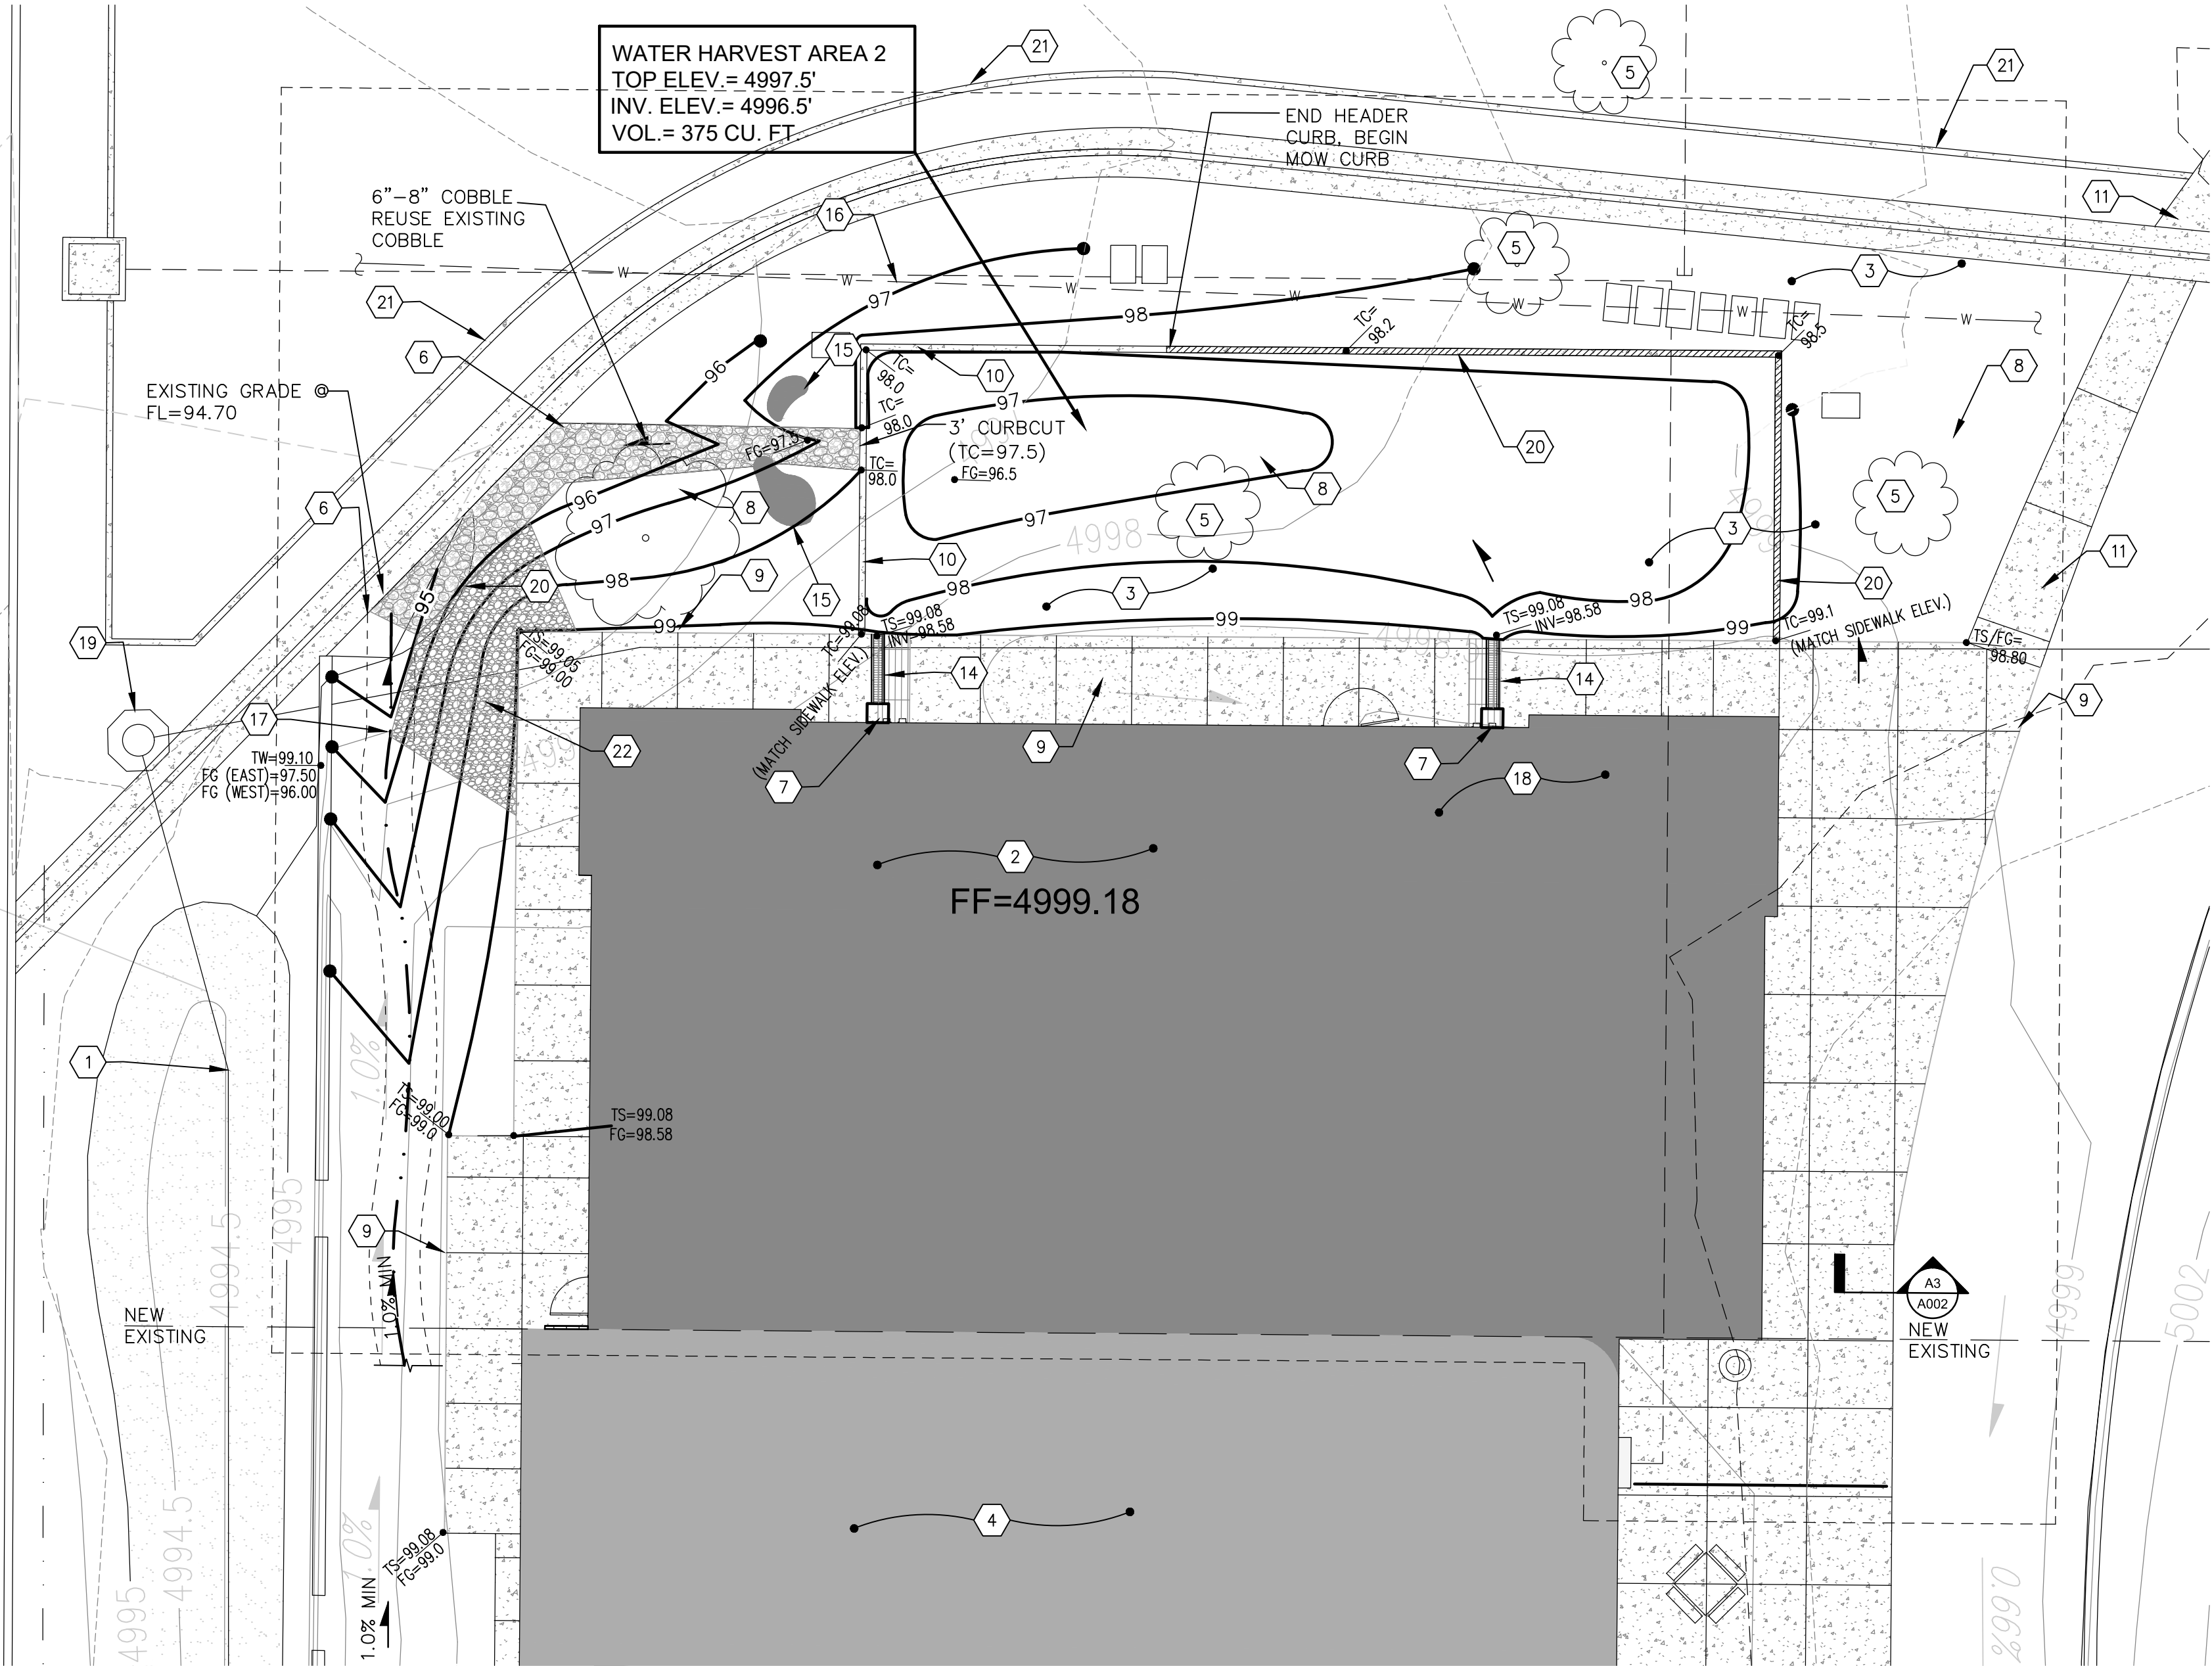 WATER HARVEST AREA 2
TOP ELEV.= 4997.5'
INV. ELEV.= 4996.5'
VOL.= 375 CU. FT.
21
5
21
END HEADER
CURB, BEGIN
MOW CURB
6"-8" COBBLE
REUSE EXISTING
COBBLE
16
11
5
3
W
W
W
W
W
W
W
97
98
21
TC=
98.2
TC=
98.5
6
15
96
TC=
98.0
10
8
EXISTING GRADE @
FL=94.70
97
TC=
98.0
3' CURBCUT
(TC=97.5)
FG=97.5
20
TC=
98.0
FG=96.5
8
5
6
96
8
97
97
5
3
4998
11
10
9
98
20
15
98
3
98
20
95
99
TC=99.08
(MATCH SIDEWALK ELEV.)
TS=99.08
INV=98.58
99
TS=99.08
INV=98.58
99
TC=99.1
(MATCH SIDEWALK ELEV.)
TS/FG=
98.80
19
TS=99.05
FG=99.00
14
14
9
17
22
9
TW=99.10
FG (EAST)=97.50
FG (WEST)=96.00
7
7
18
2
FF=4999.18
1
1.0%
TS=99.00
FG=99.0
TS=99.08
FG=98.58
4995
4994.5
9
1.0% MIN
A3
A002
4999
5002
NEW
EXISTING
NEW
EXISTING
4
4995
4994.5
1.0%
TS=99.08
FG=99.0
1.0% MIN
0.66%